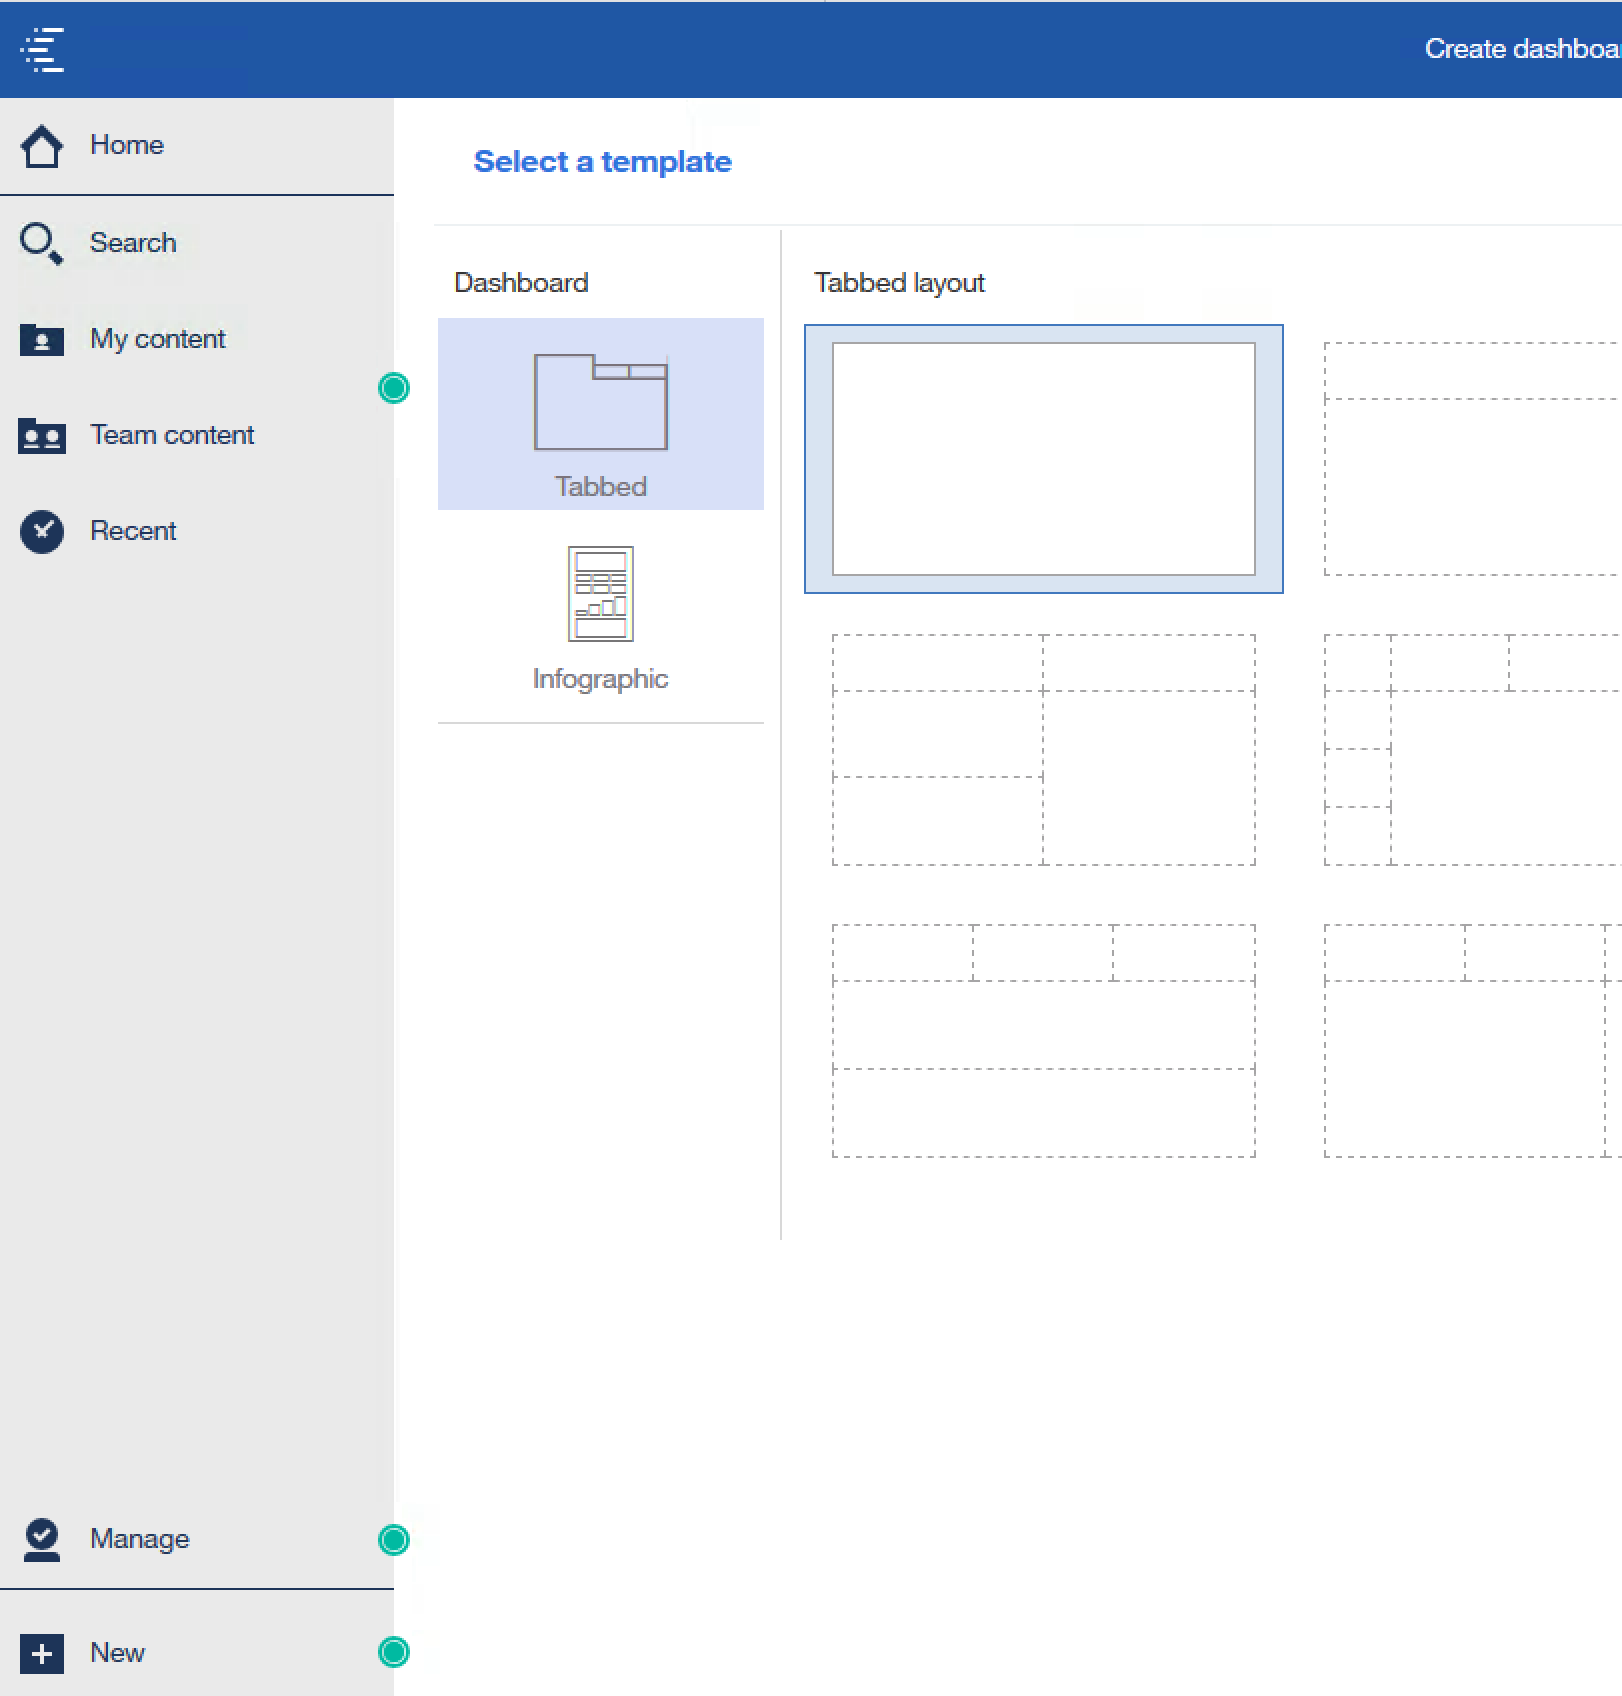 Create dashboa
Home
Search
My content
Team content
Recent
Manage
New
Select a template
Dashboard
Tabbed
Infographic
Tabbed layout